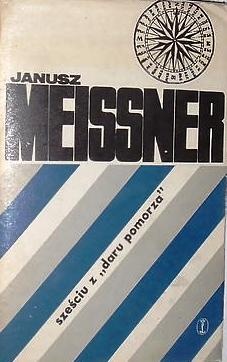 JANUSZ
MEISSNER
sześciu z „daru pomorza”